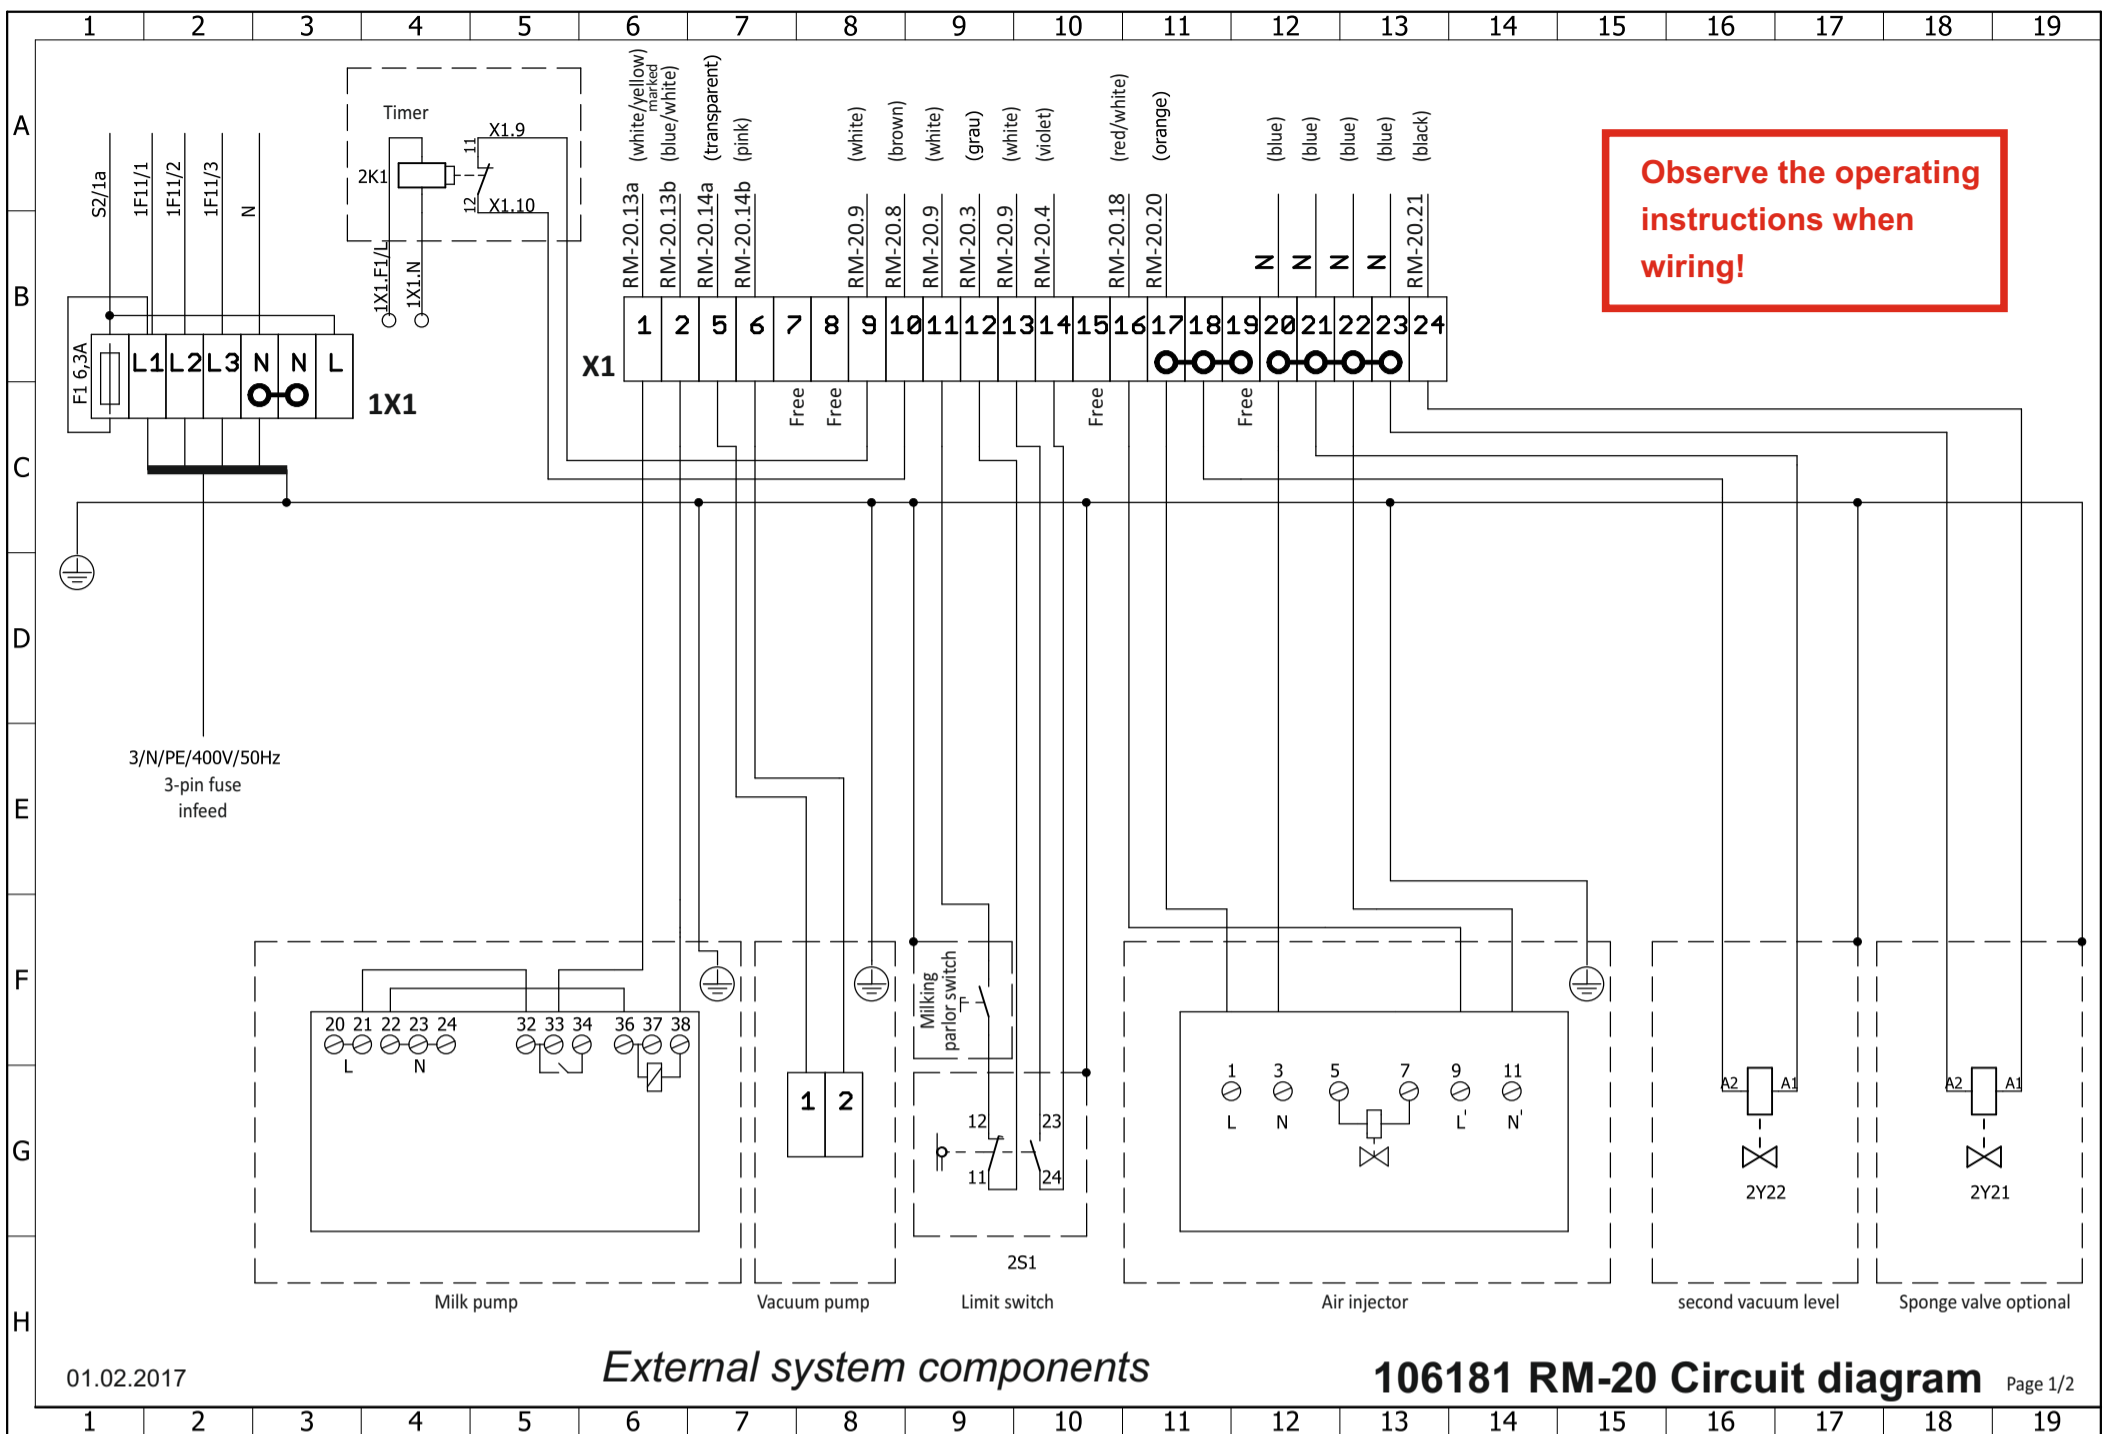 1 2 3 4 5 6 7 8 9 10 11 12 13 14 15 16 17 18 19
A
B
C
D
E
F
G
H
S2/1a
1F11/1
1F11/2
1F11/3
N
F1 6,3A
L1 L2 L3 N N L
1X1
3/N/PE/400V/50Hz
3-pin fuse
infeed
Timer
2K1
11
X1.9
12
X1.10
1X1.F1/L
1X1.N
(white/yellow)
marked
(blue/white)
(transparent)
(pink)
(white)
(brown)
(white)
(grau)
(white)
(violet)
(red/white)
(orange)
(blue)
(blue)
(blue)
(blue)
(black)
RM-20.13a
RM-20.13b
RM-20.14a
RM-20.14b
RM-20.9
RM-20.8
RM-20.9
RM-20.3
RM-20.9
RM-20.4
RM-20.18
RM-20.20
N
N
N
N
RM-20.21
X1
1 2 5 6 7 8 9 10 11 12 13 14 15 16 17 18 19 20 21 22 23 24
Free
Free
Free
Free
Observe the operating
instructions when
wiring!
20 21 22 23 24 32 33 34 36 37 38
L N
Milk pump
1 2
Vacuum pump
Milking
parlor switch
12 23
11 24
2S1
Limit switch
1 3 5 7 9 11
L N L' N'
Air injector
A2 A1
2Y22
second vacuum level
A2 A1
2Y21
Sponge valve optional
01.02.2017
External system components
106181 RM-20 Circuit diagram
Page 1/2
1 2 3 4 5 6 7 8 9 10 11 12 13 14 15 16 17 18 19